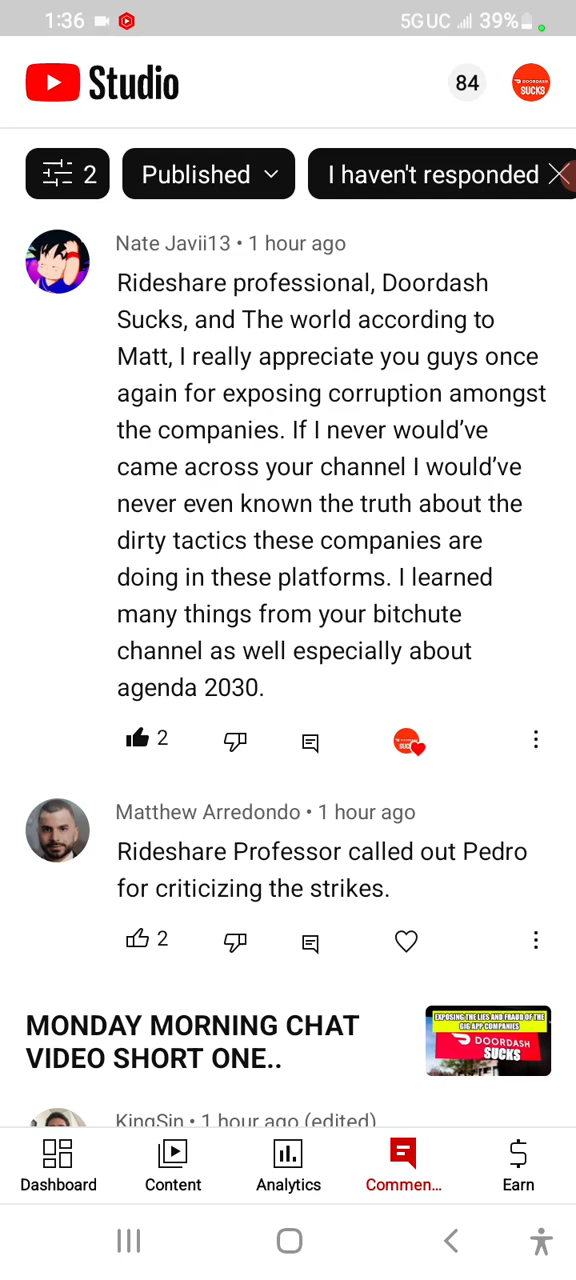 1:36
5G UC 39%
Studio
84
DOORDASH
SUCKS
2
Published
I haven't responded
Nate Javii13 • 1 hour ago
Rideshare professional, Doordash
Sucks, and The world according to
Matt, I really appreciate you guys once
again for exposing corruption amongst
the companies. If I never would’ve
came across your channel I would’ve
never even known the truth about the
dirty tactics these companies are
doing in these platforms. I learned
many things from your bitchute
channel as well especially about
agenda 2030.
2
Matthew Arredondo • 1 hour ago
Rideshare Professor called out Pedro
for criticizing the strikes.
2
MONDAY MORNING CHAT
VIDEO SHORT ONE..
EXPOSING THE LIES AND FRAUD OF THE
GIG APP COMPANIES
DOORDASH
SUCKS
KingSin • 1 hour ago (edited)
Dashboard
Content
Analytics
Commen...
Earn